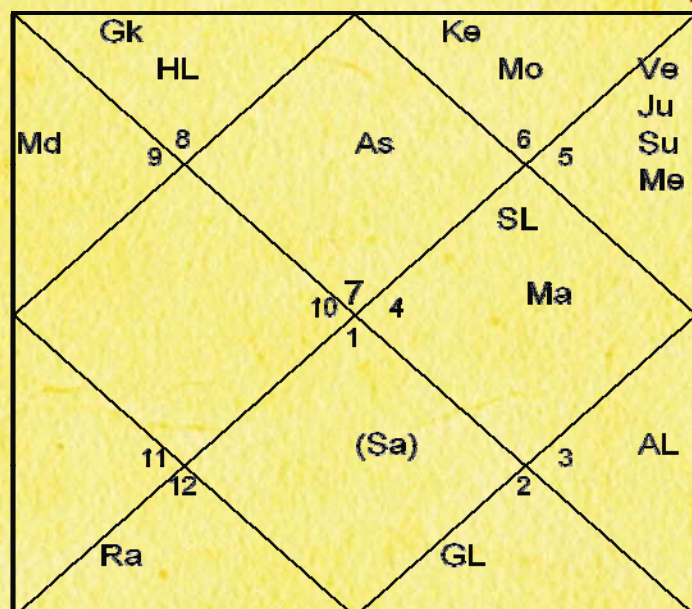 Gk Ke
HL Mo Ve
Ju
Md 8 As 6 Su
9 5
Me
SL
7 Ma
10 4
1
(Sa) AL
11 3
12 2
Ra GL